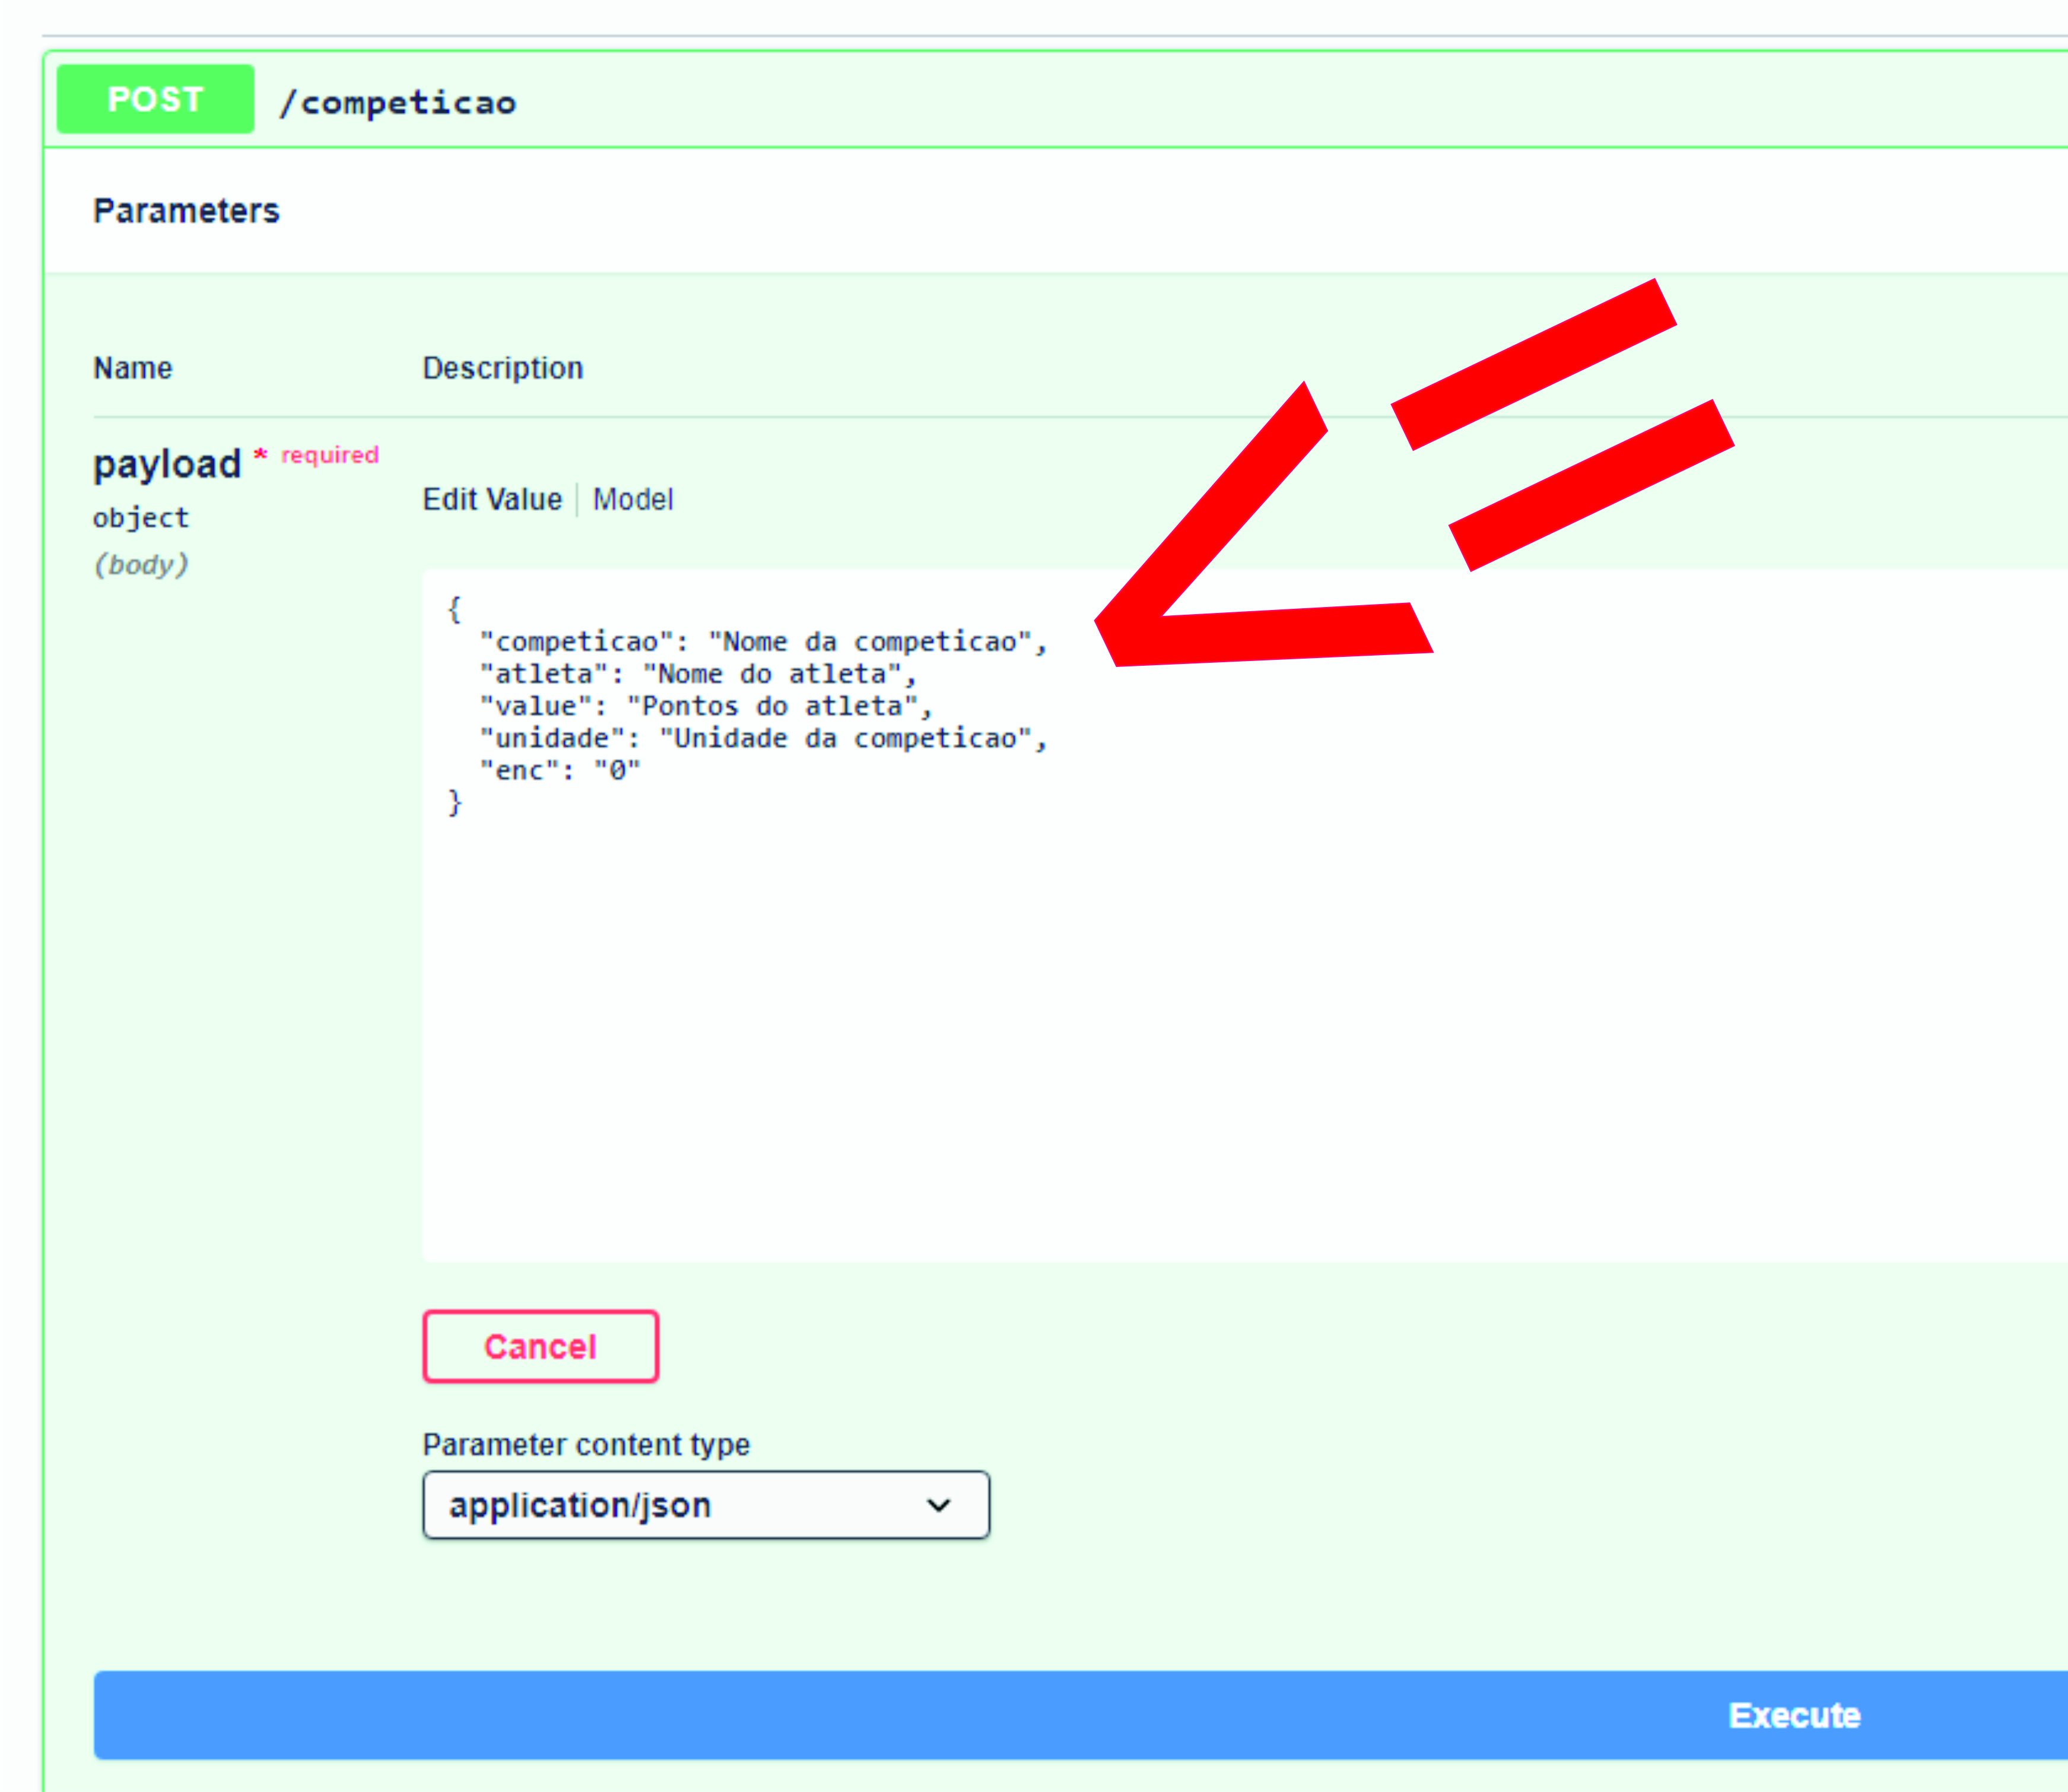 POST /competicao
Parameters
Name Description
payload * required
object
(body)
Edit Value | Model
{
  "competicao": "Nome da competicao",
  "atleta": "Nome do atleta",
  "value": "Pontos do atleta",
  "unidade": "Unidade da competicao",
  "enc": "0"
}
Cancel
Parameter content type
application/json
Execute